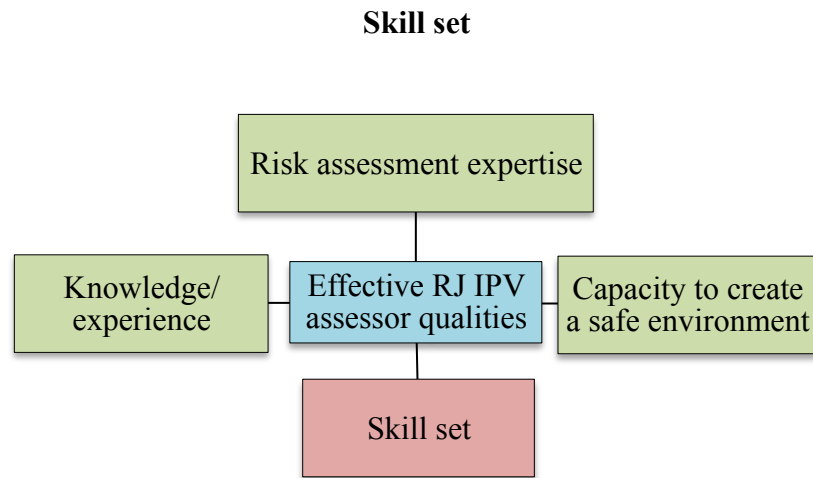 Skill set
Risk assessment expertise
Knowledge/
experience
Effective RJ IPV
assessor qualities
Capacity to create
a safe environment
Skill set